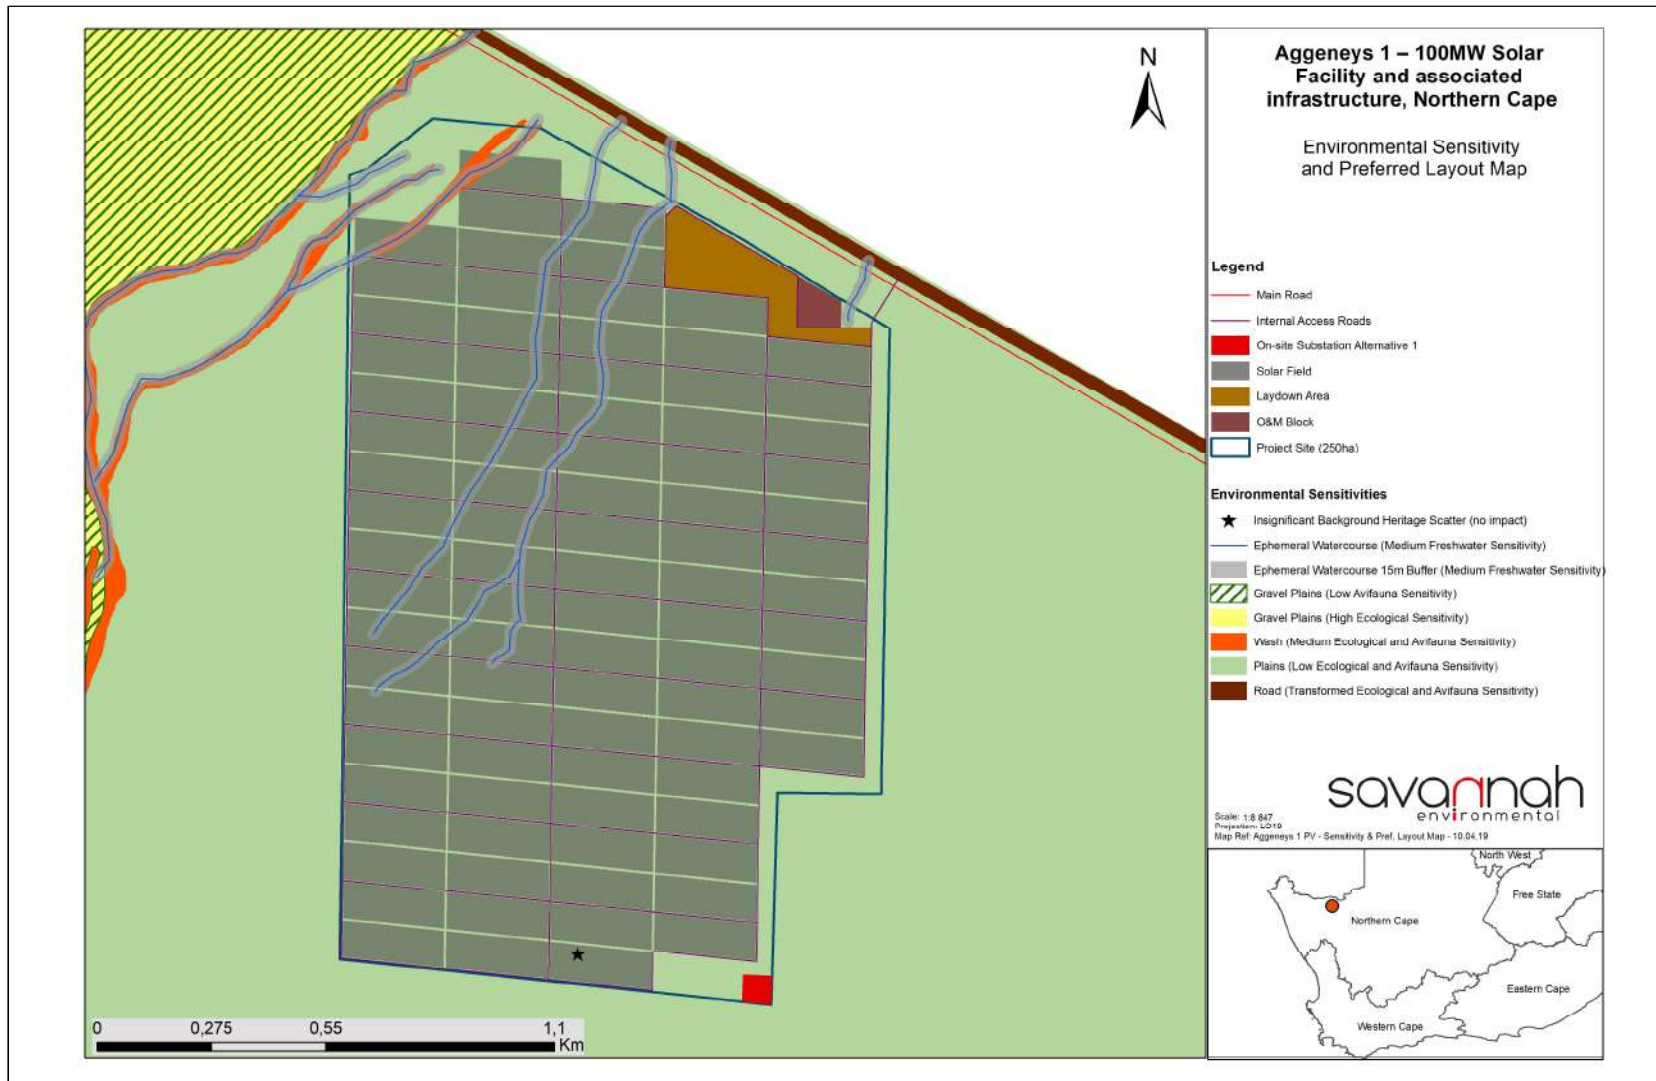 Aggeneys 1 – 100MW Solar
Facility and associated
infrastructure, Northern Cape
Environmental Sensitivity
and Preferred Layout Map
N
Legend
Main Road
Internal Access Roads
On-site Substation Alternative 1
Solar Field
Laydown Area
O&M Block
Project Site (250ha)
Environmental Sensitivities
Insignificant Background Heritage Scatter (no impact)
Ephemeral Watercourse (Medium Freshwater Sensitivity)
Ephemeral Watercourse 15m Buffer (Medium Freshwater Sensitivity)
Gravel Plains (Low Avifauna Sensitivity)
Gravel Plains (High Ecological Sensitivity)
Wash (Medium Ecological and Avifauna Sensitivity)
Plains (Low Ecological and Avifauna Sensitivity)
Road (Transformed Ecological and Avifauna Sensitivity)
savannah
environmental
Scale: 1:8 847
Projection: LO19
Map Ref: Aggeneys 1 PV - Sensitivity & Pref. Layout Map - 10.04.19
North West
Free State
Northern Cape
Eastern Cape
Western Cape
0 0,275 0,55 1,1
Km